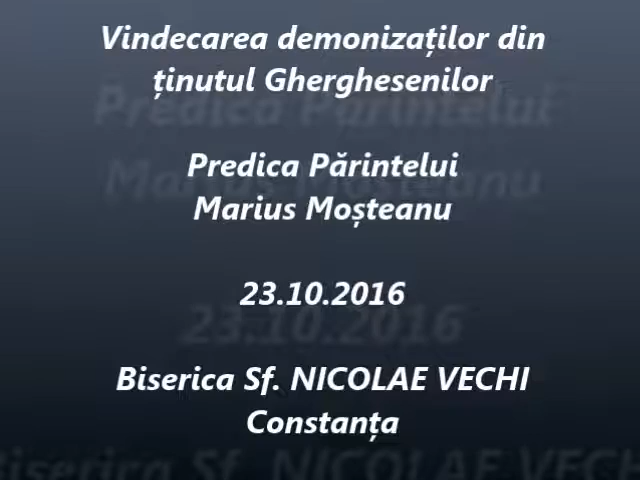 Vindecarea demonizaților din
ținutul Gherghesenilor
Predica Părintelui
Marius Moșteanu
23.10.2016
Biserica Sf. NICOLAE VECHI
Constanța